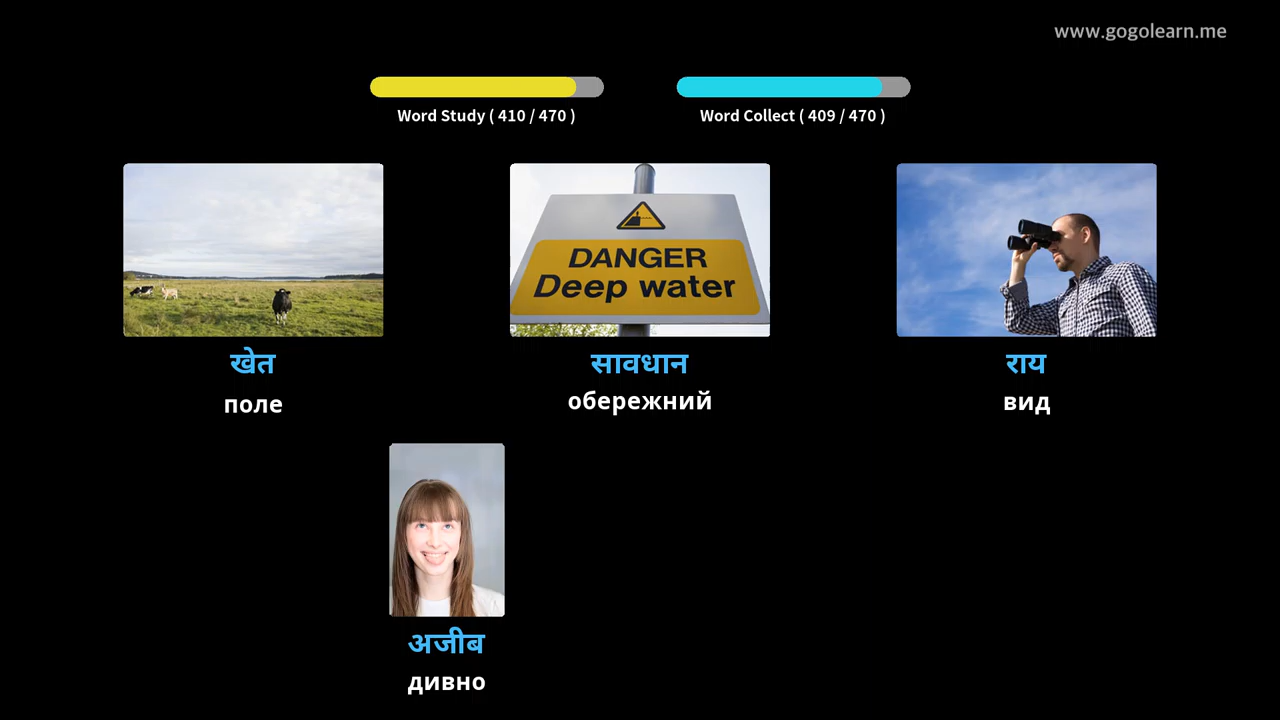 www.gogolearn.me
Word Study ( 410 / 470 )
Word Collect ( 409 / 470 )
DANGER
Deep water
खेत
поле
सावधान
обережний
राय
вид
अजीब
дивно